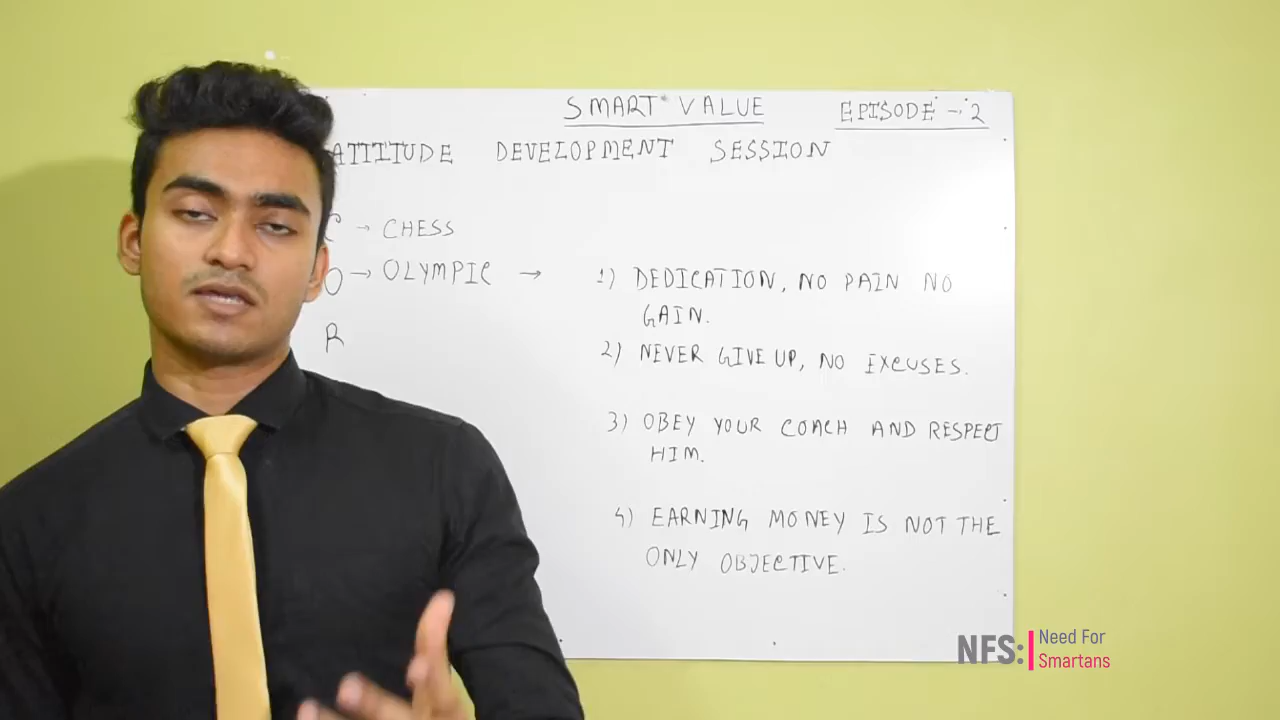 SMART VALUE
EPISODE - 2
ATTITUDE DEVELOPMENT SESSION
C → CHESS
O → OLYMPIC →
R
1) DEDICATION, NO PAIN NO
GAIN.
2) NEVER GIVE UP, NO EXCUSES.
3) OBEY YOUR COACH AND RESPECT
HIM.
4) EARNING MONEY IS NOT THE
ONLY OBJECTIVE.
NFS:
Need For
Smartans